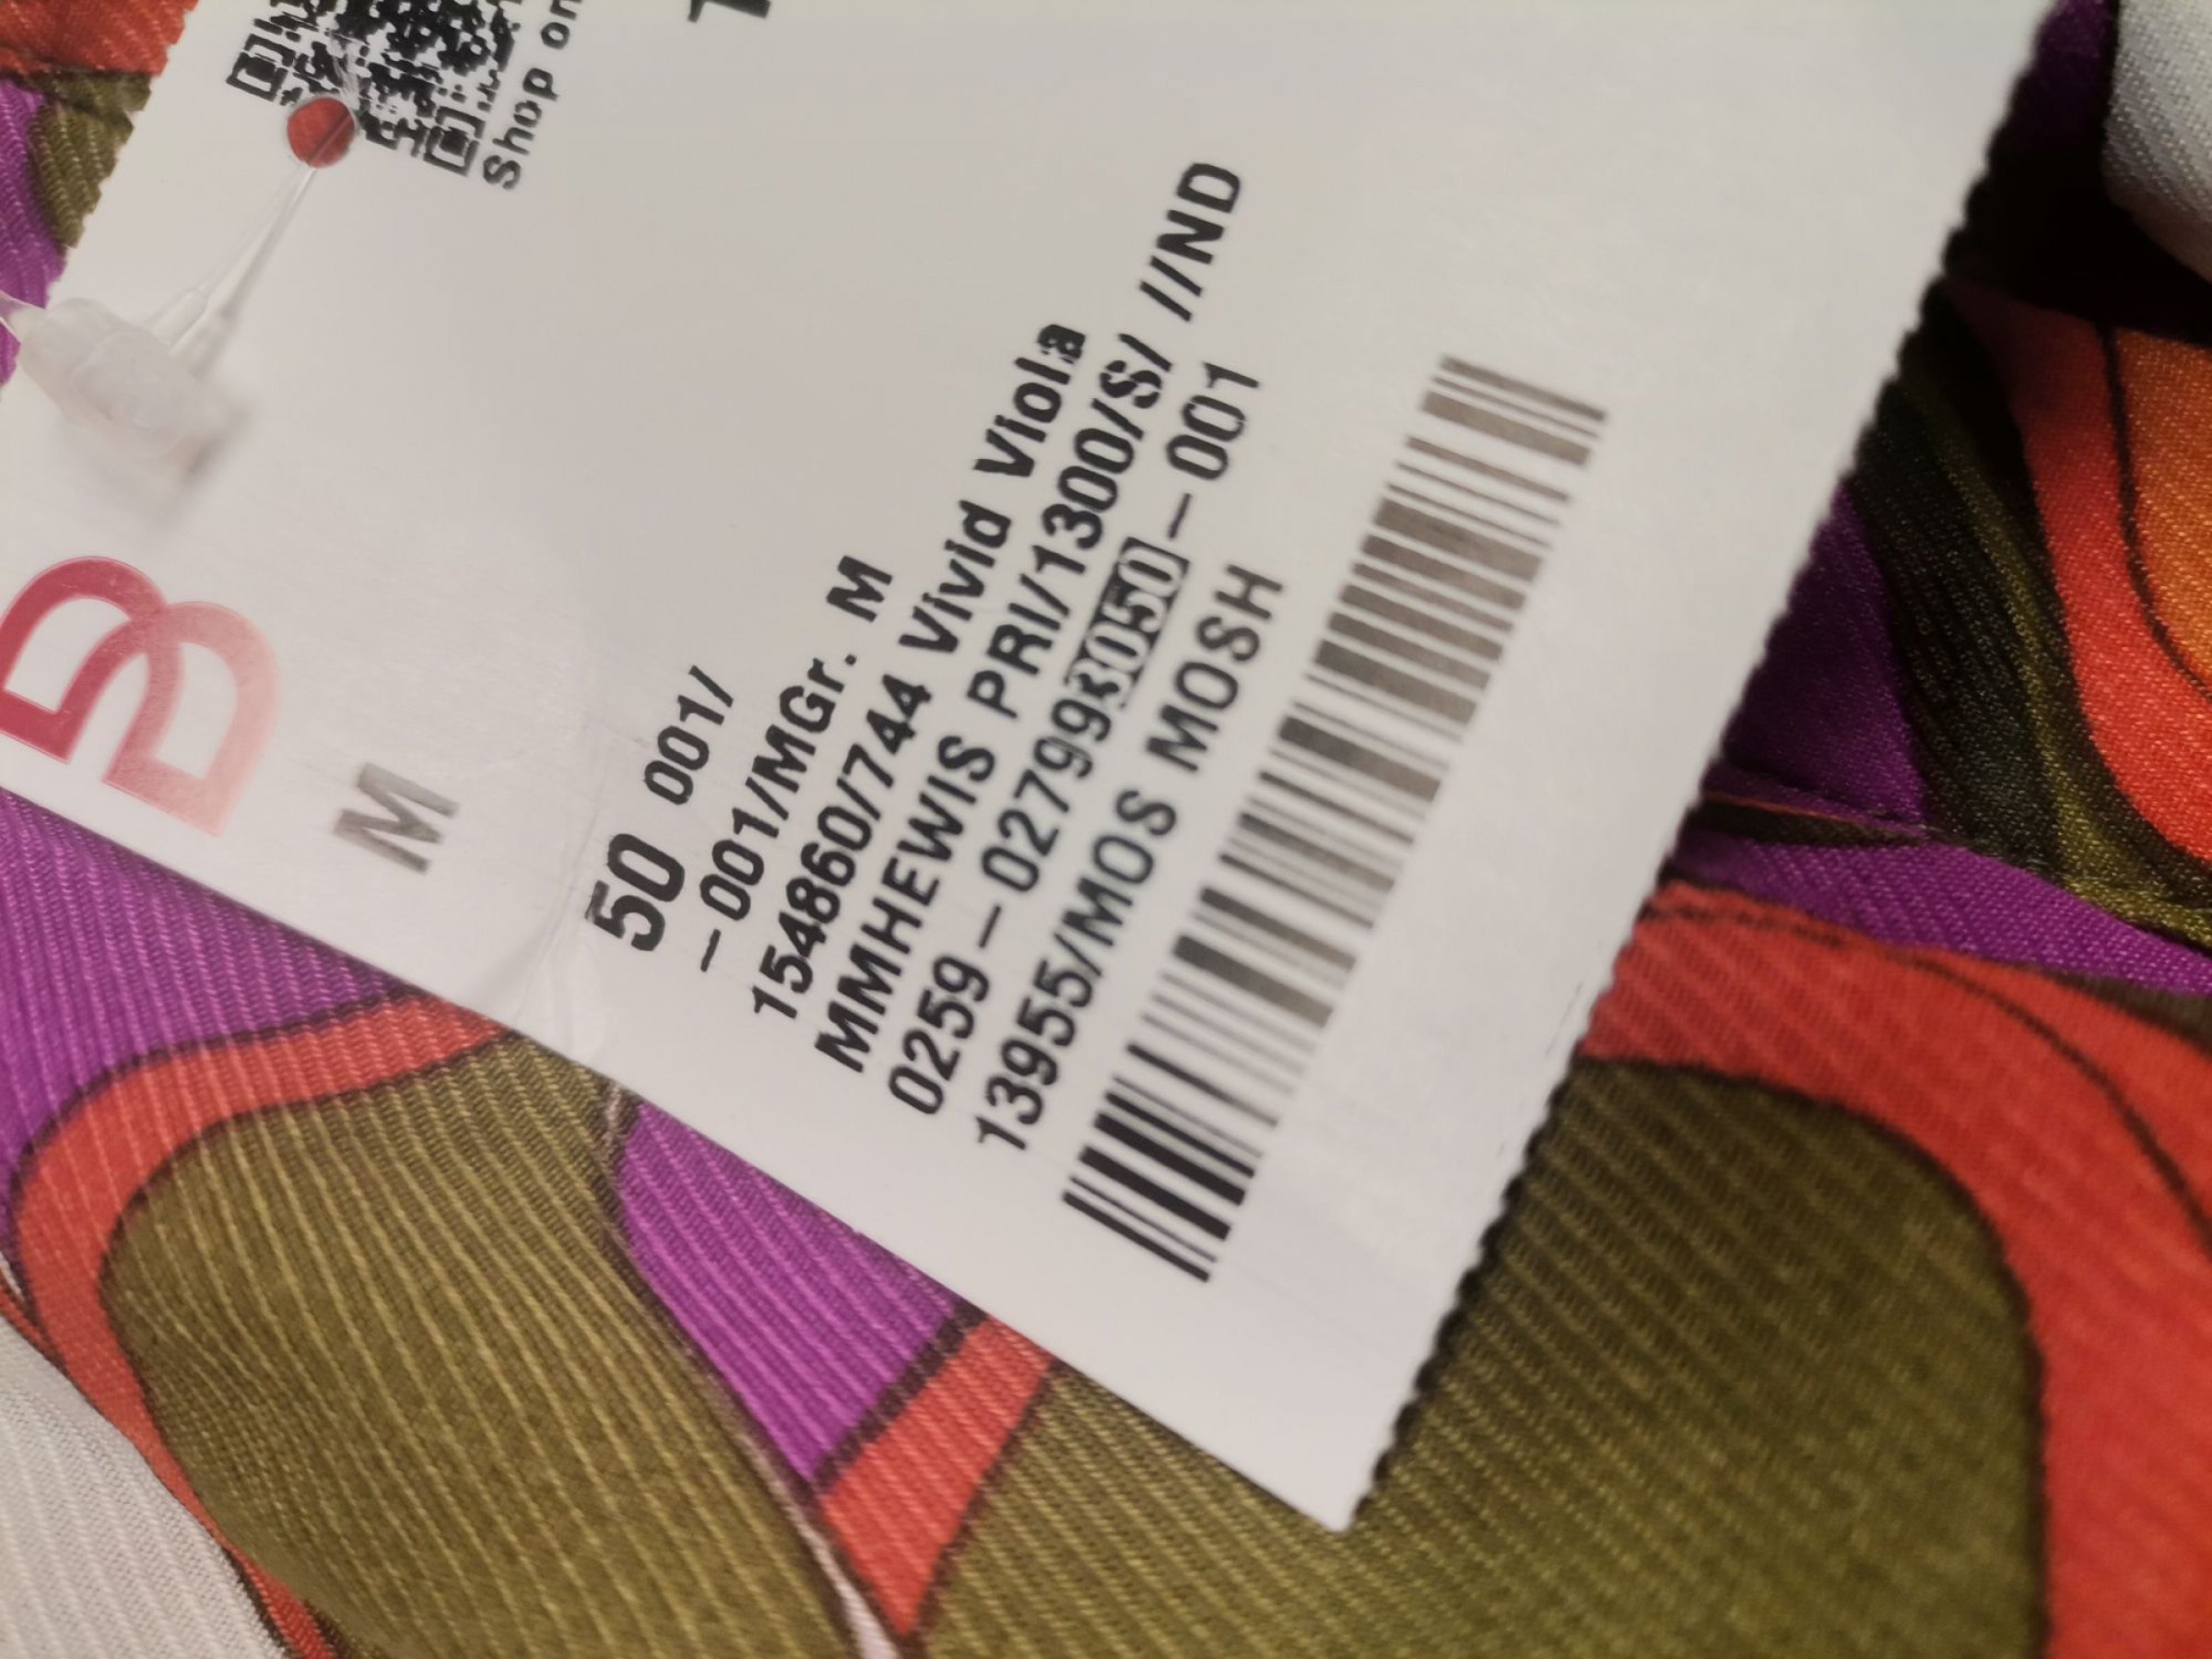 Shop on
M
50 001/
-001/MGr. M
154860/744 Vivid Viola
MMHEWIS PRI/1300/S/ //ND
0259-0279993050-001
13955/MOS MOSH